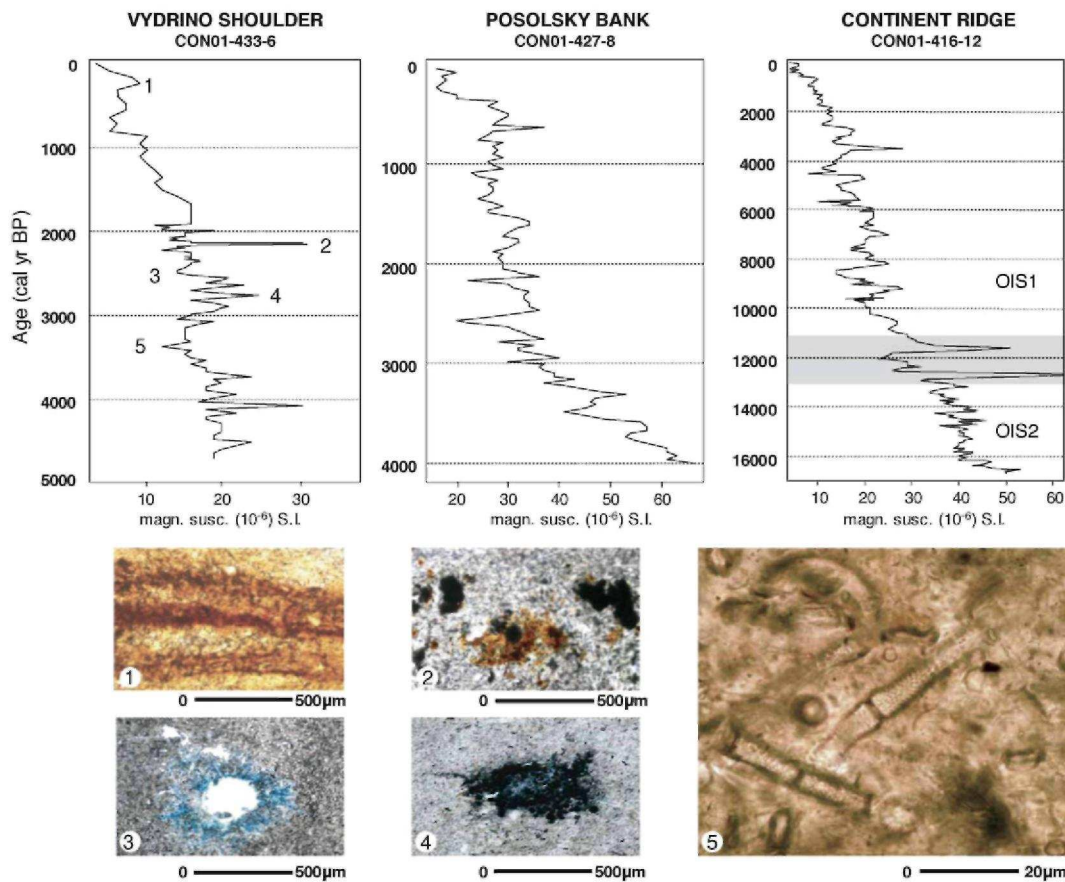 VYDRINO SHOULDER
CON01-433-6
POSOLSKY BANK
CON01-427-8
CONTINENT RIDGE
CON01-416-12
Age (cal yr BP)
0
1000
2000
3000
4000
5000
1
2
3
4
5
10 20 30
magn. susc. (10⁻⁶) S.I.
0
1000
2000
3000
4000
20 30 40 50 60
magn. susc. (10⁻⁶) S.I.
0
2000
4000
6000
8000
10000
12000
14000
16000
OIS1
OIS2
10 20 30 40 50 60
magn. susc. (10⁻⁶) S.I.
1
0 500µm
2
0 500µm
3
0 500µm
4
0 500µm
5
0 20µm